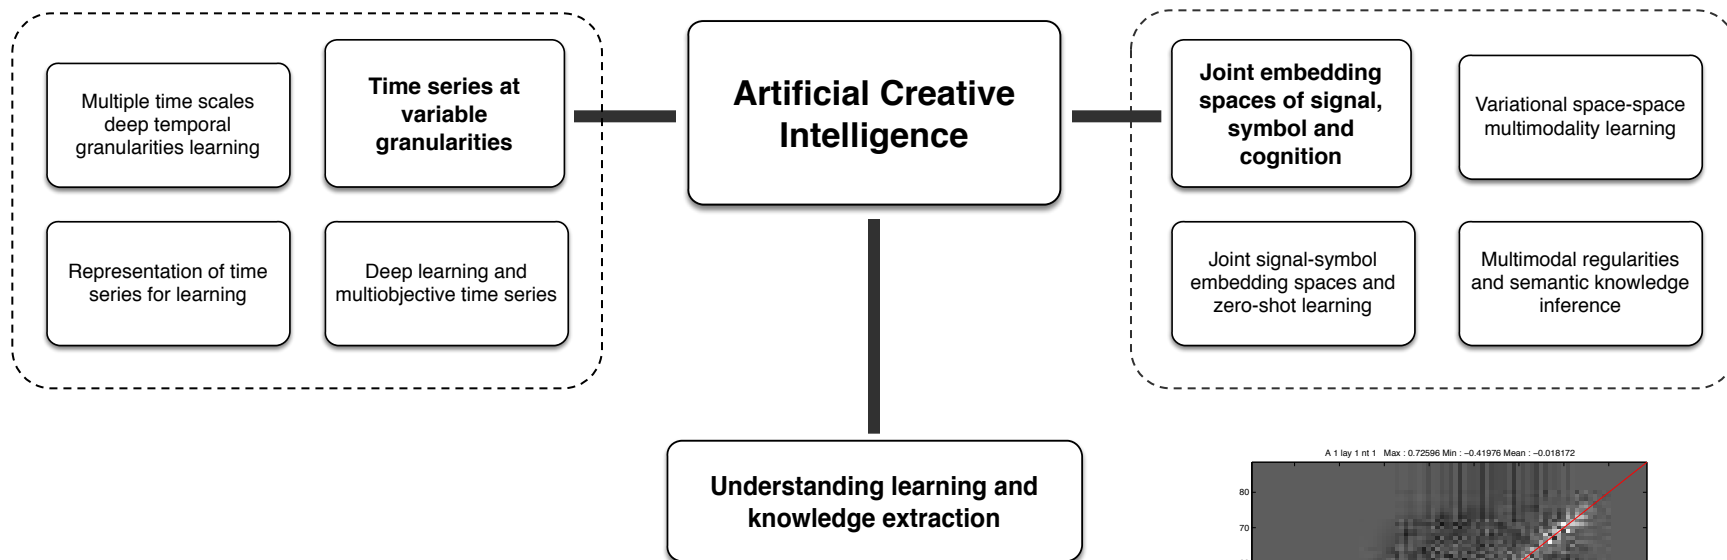 Multiple time scales
deep temporal
granularities learning
Time series at
variable
granularities
Representation of time
series for learning
Deep learning and
multiobjective time series
Artificial Creative
Intelligence
Joint embedding
spaces of signal,
symbol and
cognition
Variational space-space
multimodality learning
Joint signal-symbol
embedding spaces and
zero-shot learning
Multimodal regularities
and semantic knowledge
inference
Understanding learning and
knowledge extraction
A 1 lay 1 nt 1 Max : 0.72596 Min : −0.41976 Mean : −0.018172
80
70